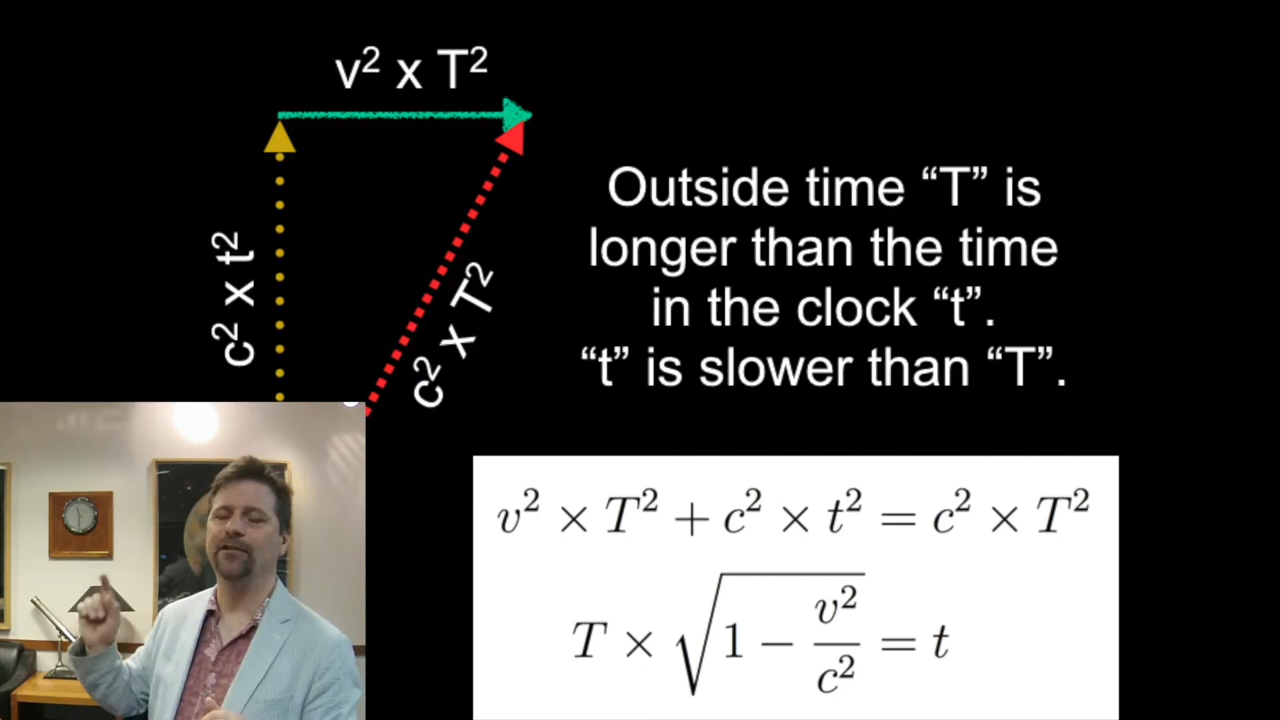 v² x T²
c² x t²
c² x T²
Outside time “T” is
longer than the time
in the clock “t”.
“t” is slower than “T”.
v² × T² + c² × t² = c² × T²
T × √(1 − v²/c²) = t